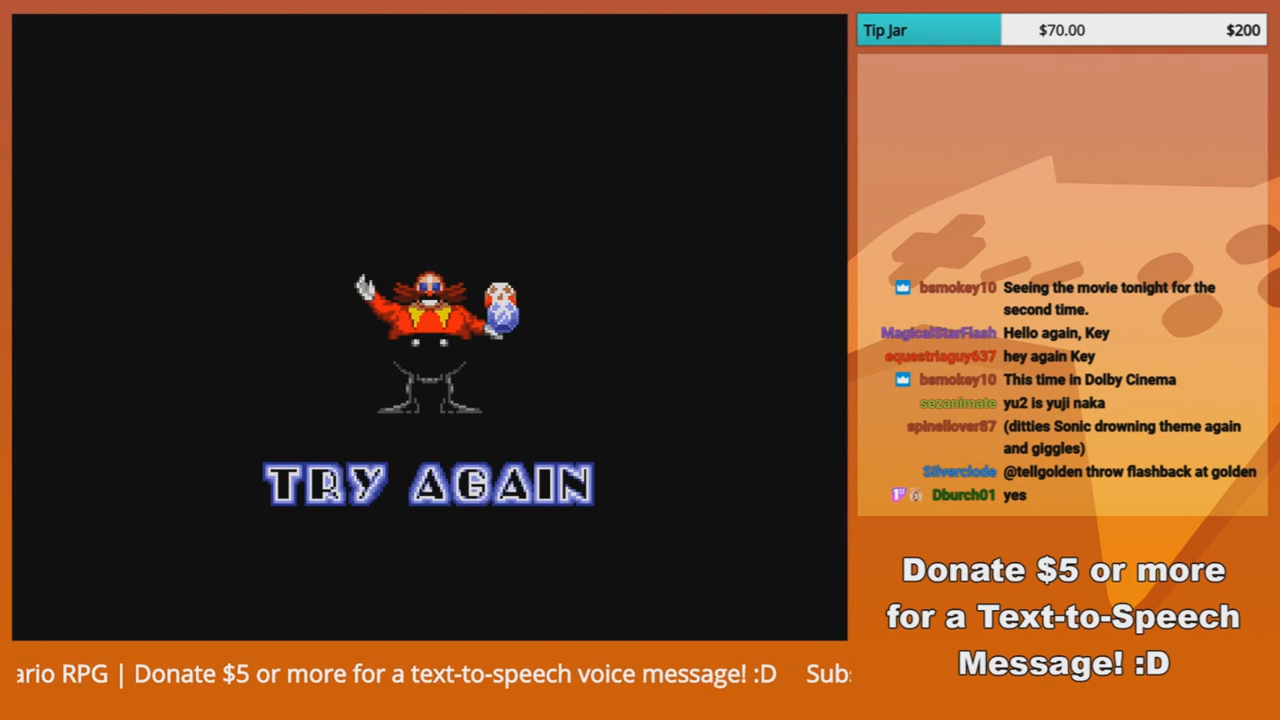 Tip Jar $70.00 $200
bsmokey10 Seeing the movie tonight for the
second time.
MagicalStarFlash Hello again, Key
equestriaguy637 hey again Key
bsmokey10 This time in Dolby Cinema
sezanimate yu2 is yuji naka
spinellover87 (ditties Sonic drowning theme again
and giggles)
Silverclode @tellgolden throw flashback at golden
Dburch01 yes
TRY AGAIN
Donate $5 or more
for a Text-to-Speech
Message! :D
ario RPG | Donate $5 or more for a text-to-speech voice message! :D Subs